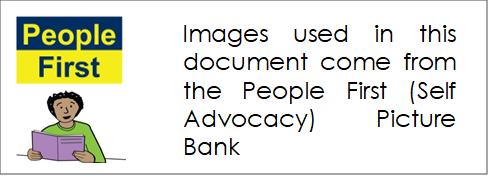 People
First
Images used in this
document come from
the People First (Self
Advocacy) Picture
Bank